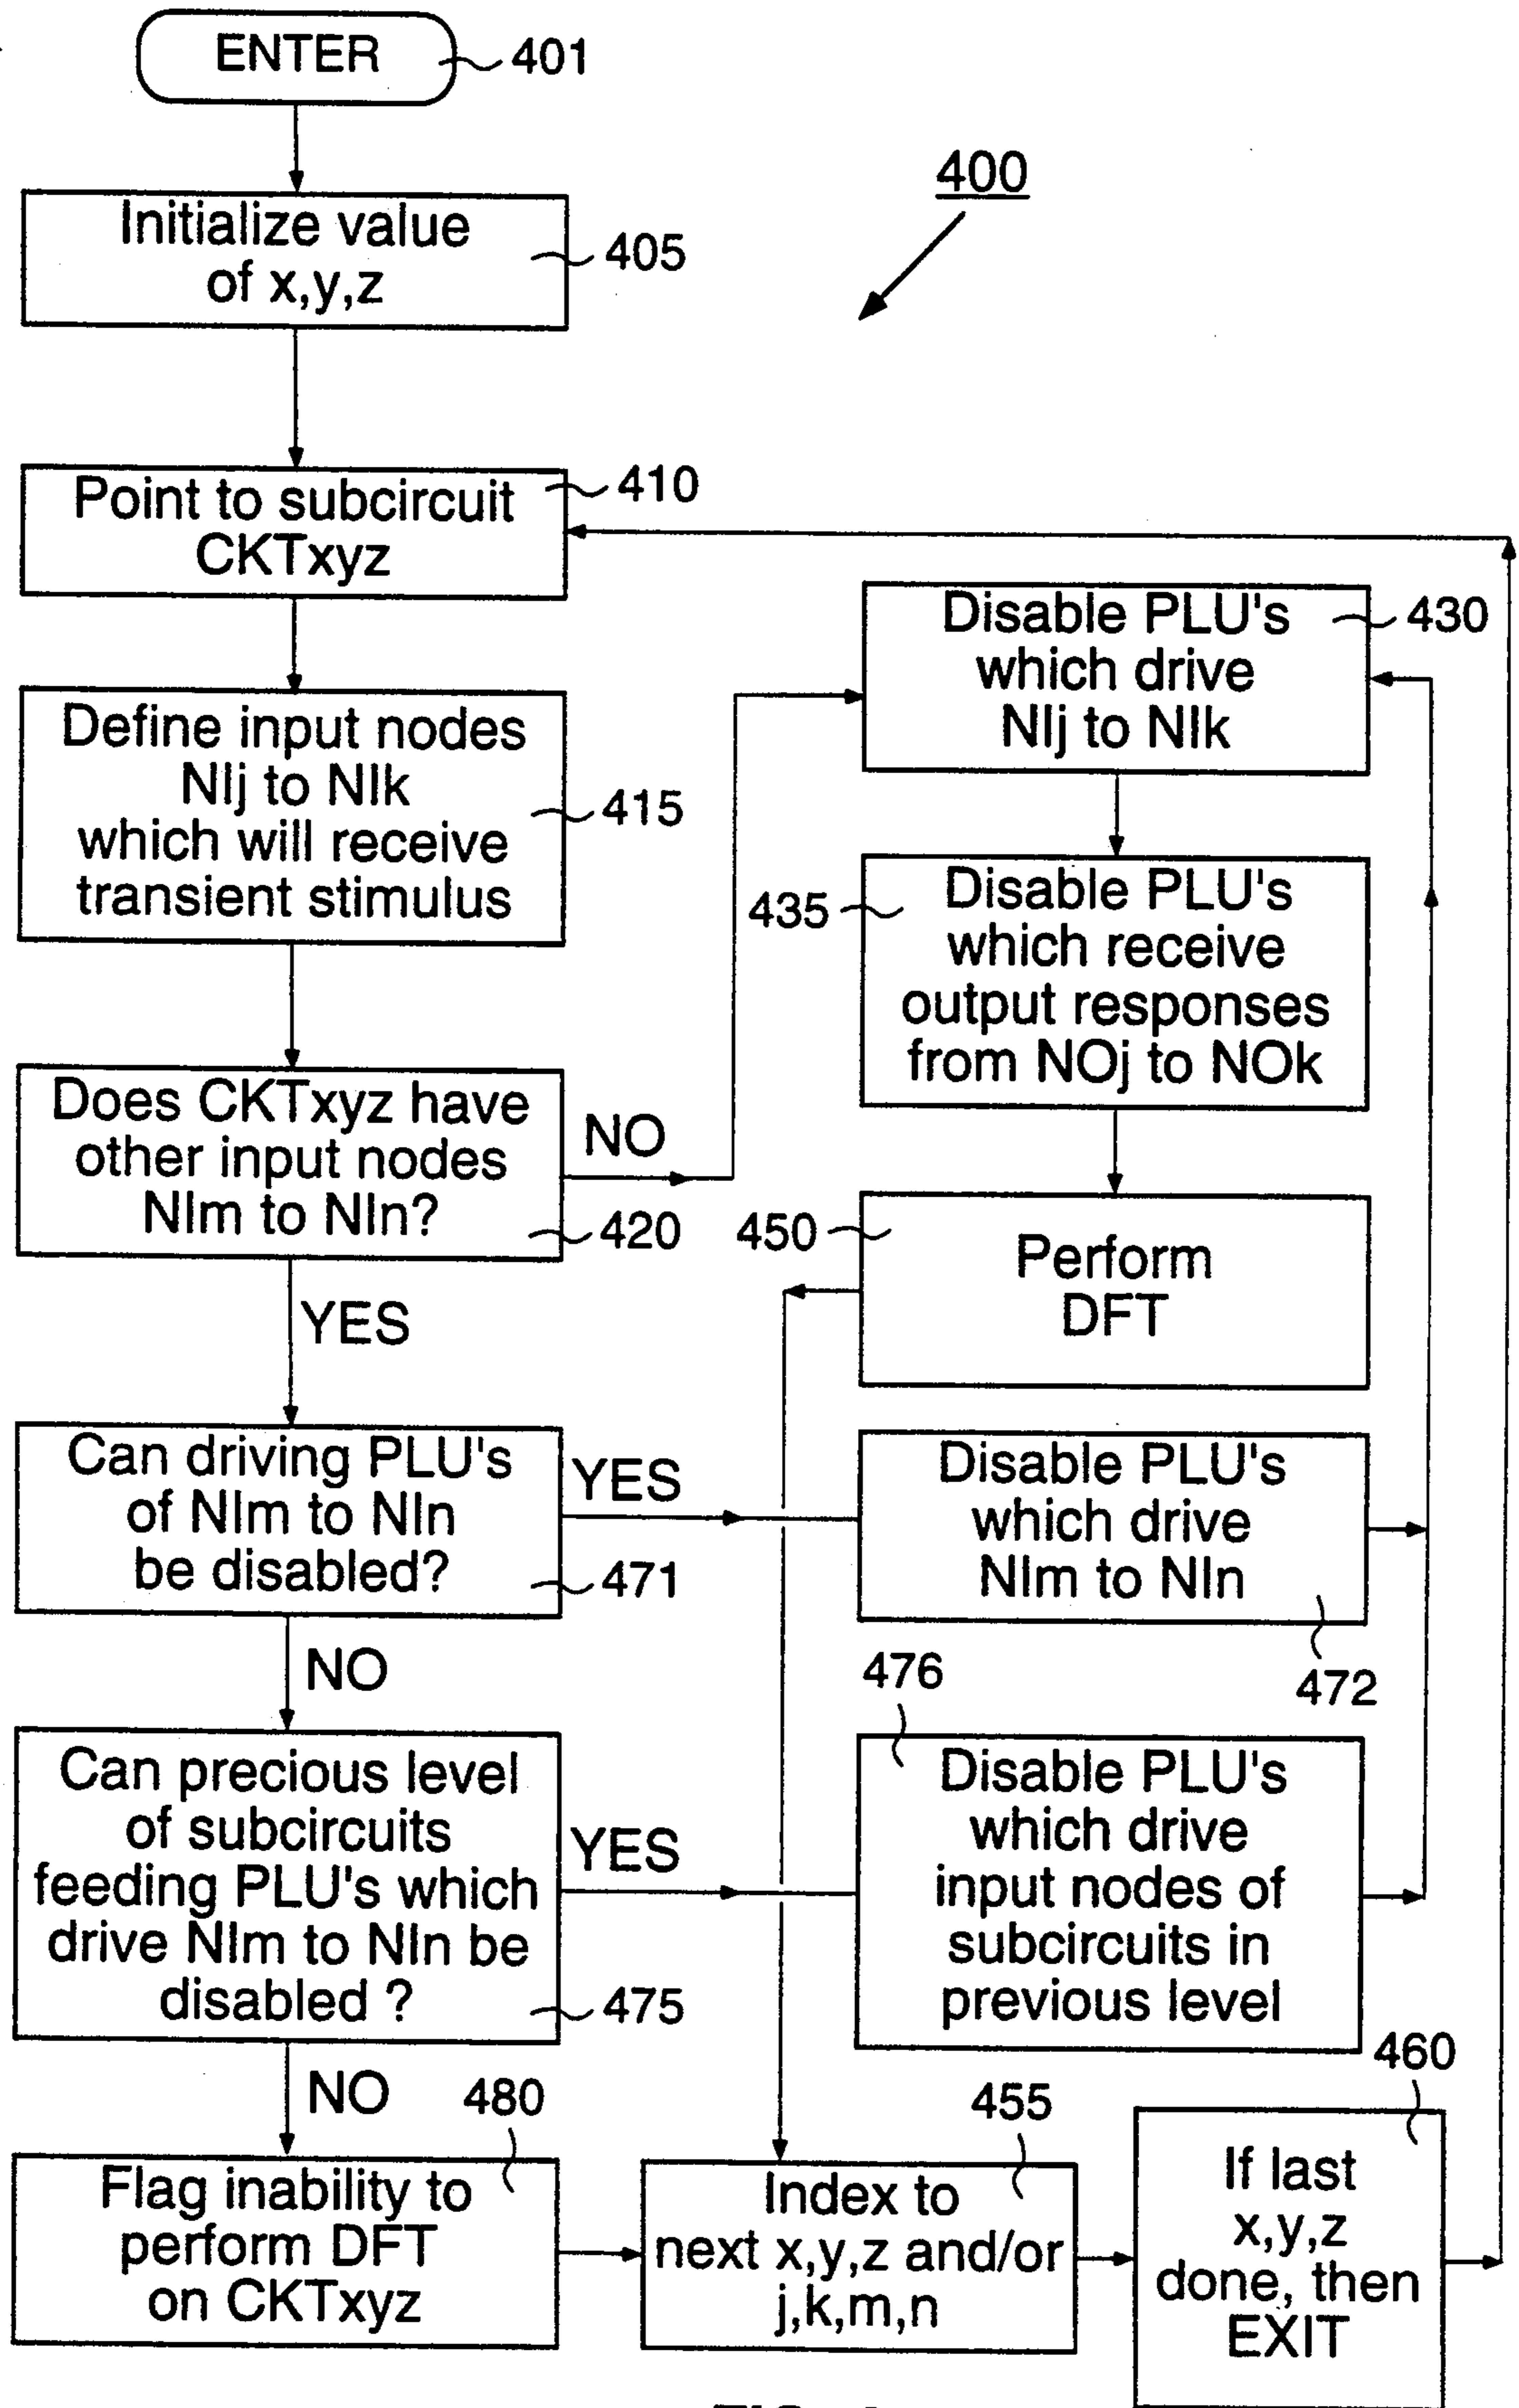 ENTER
401
400
Initialize value
of x,y,z
405
Point to subcircuit
CKTxyz
410
Define input nodes
NIj to NIk
which will receive
transient stimulus
415
Does CKTxyz have
other input nodes
NIm to NIn?
420
NO
YES
Disable PLU's
which drive
NIj to NIk
430
Disable PLU's
which receive
output responses
from NOj to NOk
435
Perform
DFT
450
Can driving PLU's
of NIm to NIn
be disabled?
471
YES
NO
Disable PLU's
which drive
NIm to NIn
472
Can precious level
of subcircuits
feeding PLU's which
drive NIm to NIn be
disabled ?
475
YES
NO
476
Disable PLU's
which drive
input nodes of
subcircuits in
previous level
Flag inability to
perform DFT
on CKTxyz
480
Index to
next x,y,z and/or
j,k,m,n
455
If last
x,y,z
done, then
EXIT
460